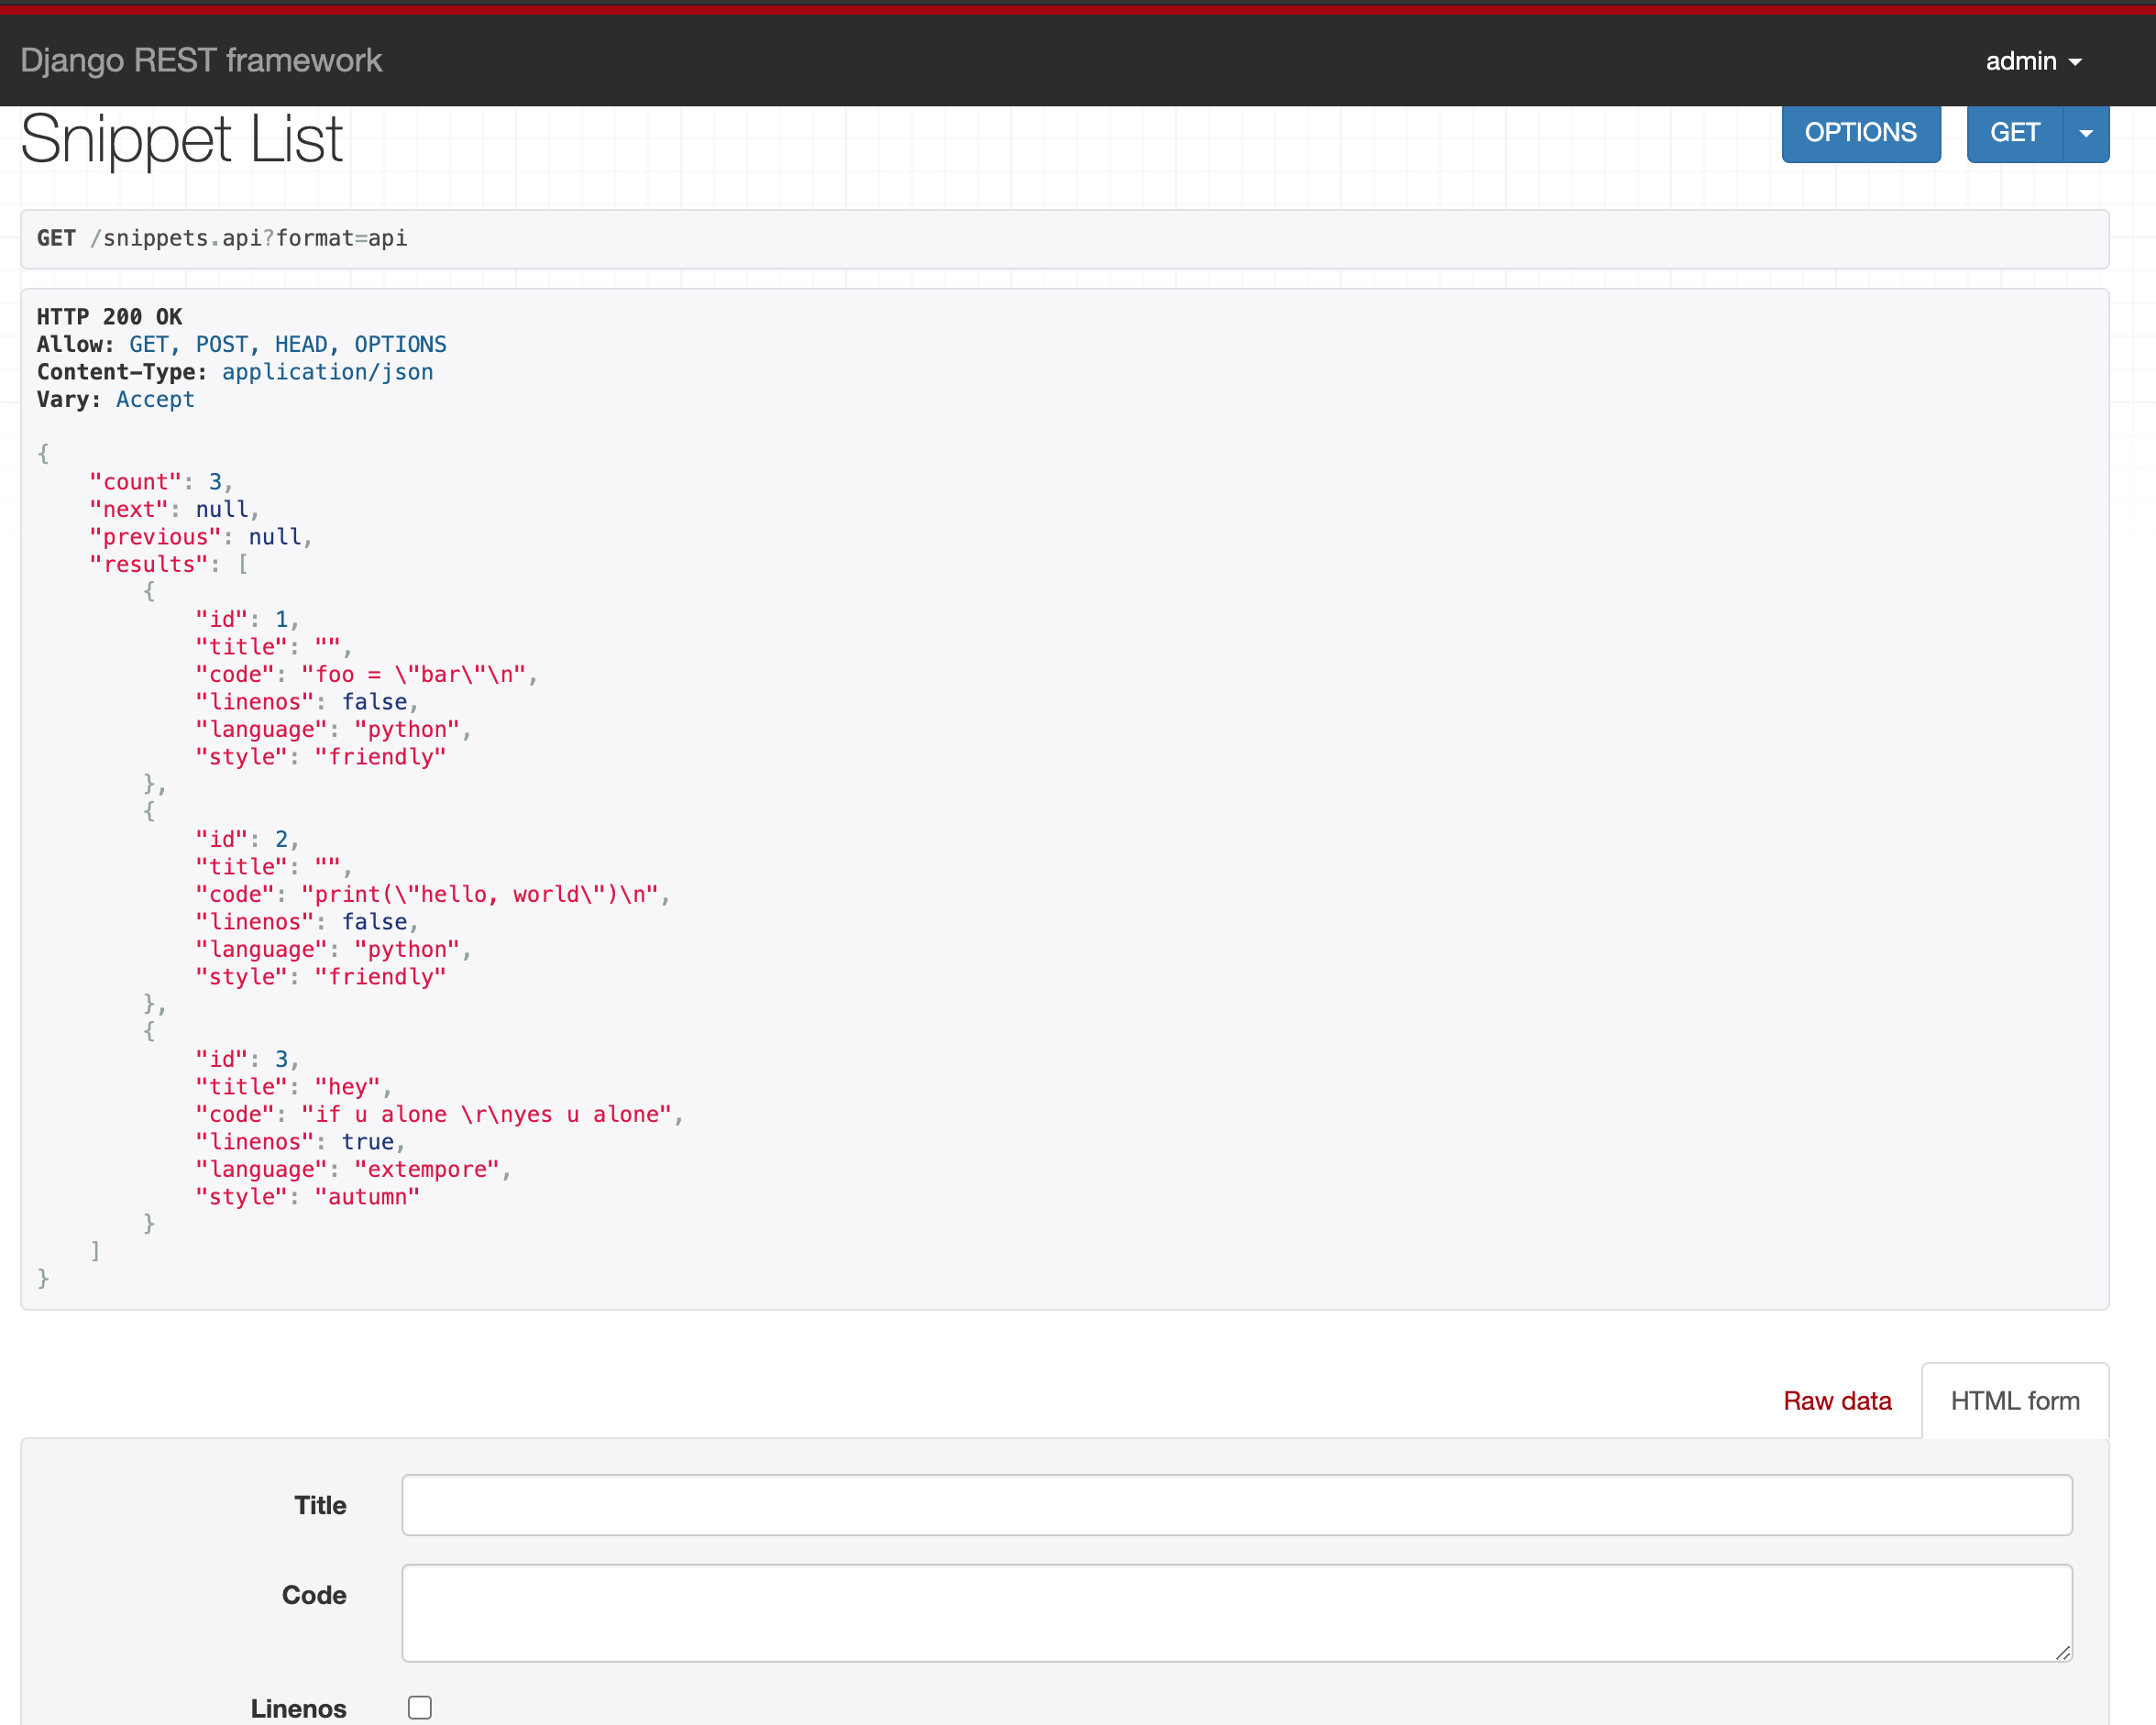 Django REST framework
admin
Snippet List
OPTIONS
GET
GET /snippets.api?format=api
HTTP 200 OK
Allow: GET, POST, HEAD, OPTIONS
Content-Type: application/json
Vary: Accept
{
    "count": 3,
    "next": null,
    "previous": null,
    "results": [
        {
            "id": 1,
            "title": "",
            "code": "foo = \"bar\"\n",
            "linenos": false,
            "language": "python",
            "style": "friendly"
        },
        {
            "id": 2,
            "title": "",
            "code": "print(\"hello, world\")\n",
            "linenos": false,
            "language": "python",
            "style": "friendly"
        },
        {
            "id": 3,
            "title": "hey",
            "code": "if u alone \r\nyes u alone",
            "linenos": true,
            "language": "extempore",
            "style": "autumn"
        }
    ]
}
Raw data
HTML form
Title
Code
Linenos